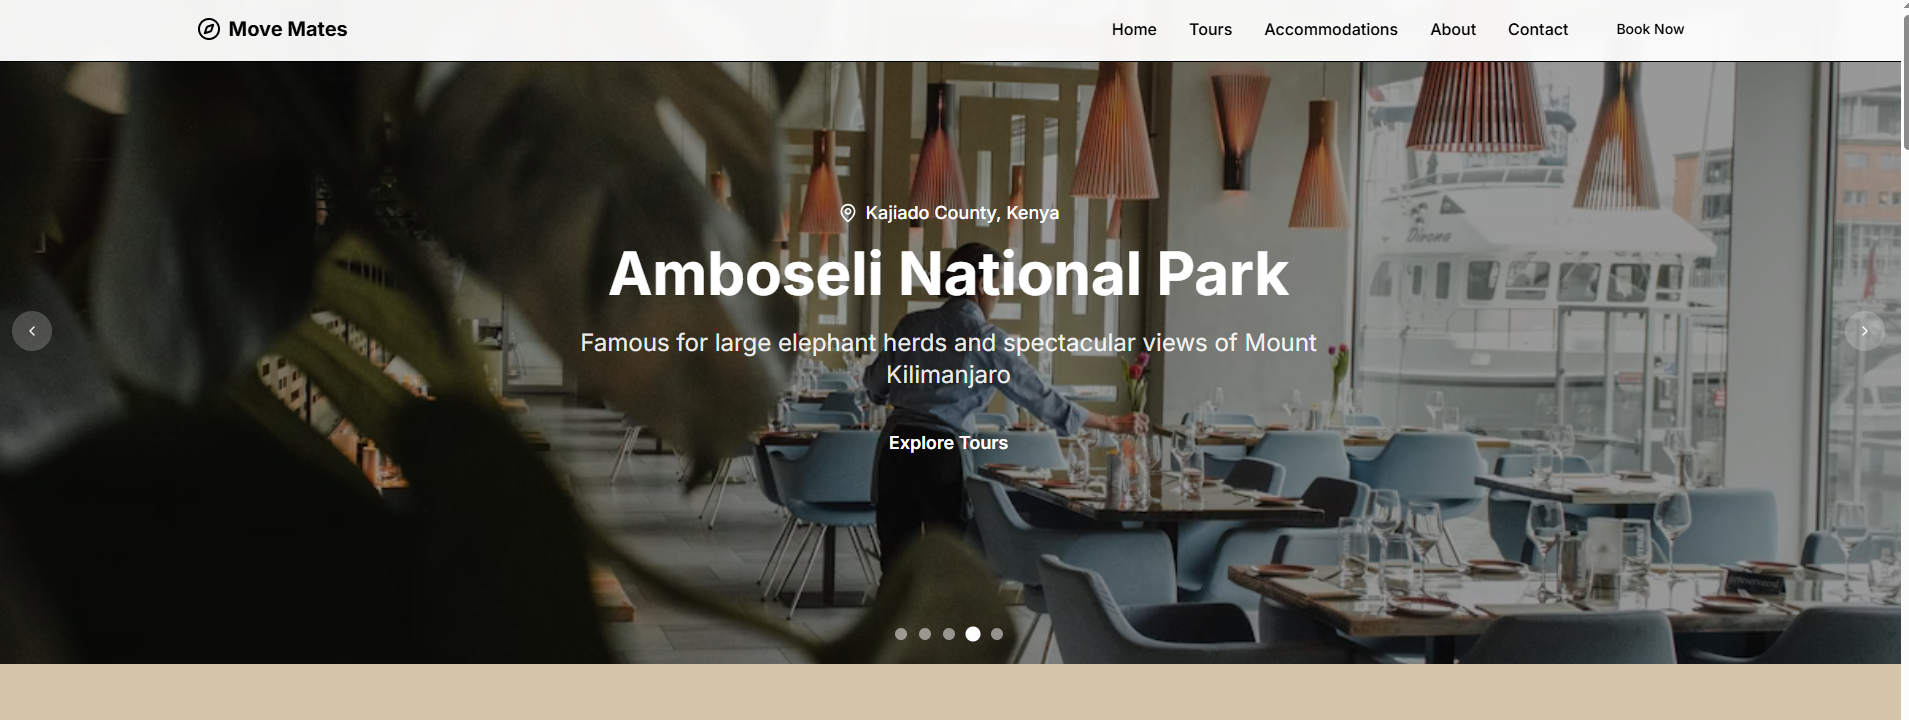 Move Mates
Home Tours Accommodations About Contact Book Now
Kajiado County, Kenya
Amboseli National Park
Famous for large elephant herds and spectacular views of Mount
Kilimanjaro
Explore Tours
Dirona